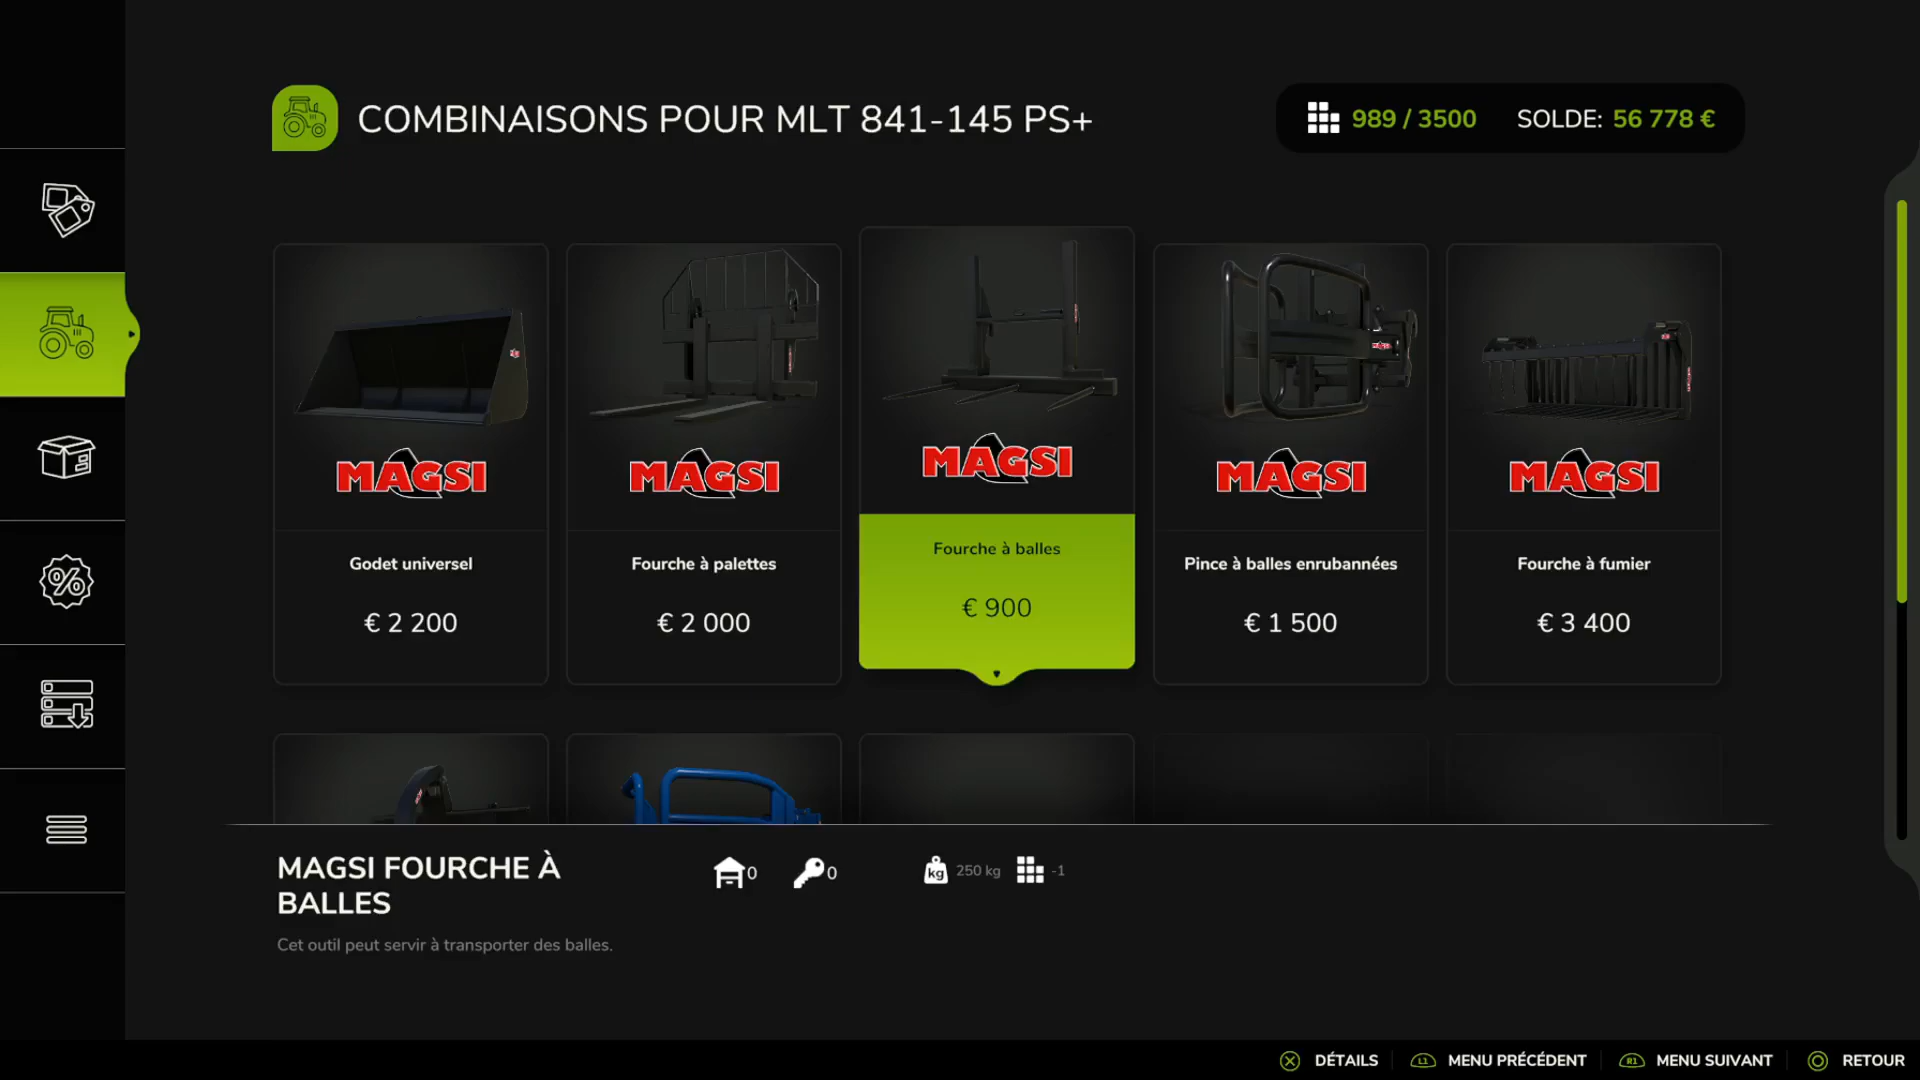 COMBINAISONS POUR MLT 841-145 PS+
989 / 3500 SOLDE: 56 778 €
MAGSI
MAGSI
MAGSI
MAGSI
MAGSI
Godet universel
Fourche à palettes
Fourche à balles
Pince à balles enrubannées
Fourche à fumier
€ 2 200
€ 2 000
€ 900
€ 1 500
€ 3 400
MAGSI FOURCHE À
BALLES
0
0
kg 250 kg
-1
Cet outil peut servir à transporter des balles.
DÉTAILS
L1 MENU PRÉCÉDENT
R1 MENU SUIVANT
RETOUR